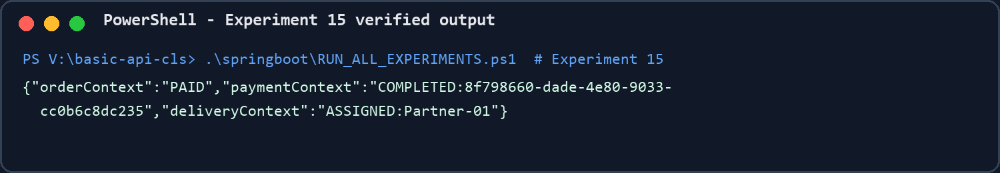 PowerShell - Experiment 15 verified output
PS V:\basic-api-cls> .\springboot\RUN_ALL_EXPERIMENTS.ps1  # Experiment 15
{"orderContext":"PAID","paymentContext":"COMPLETED:8f798660-dade-4e80-9033-
cc0b6c8dc235","deliveryContext":"ASSIGNED:Partner-01"}